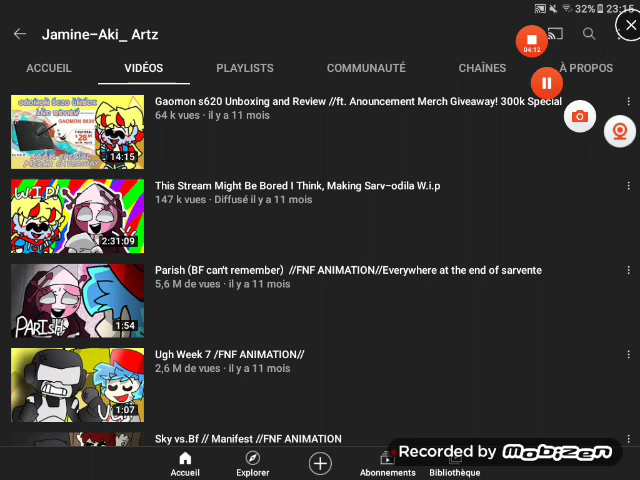 32% 23:15
Jamine-Aki_ Artz
04:12
ACCUEIL VIDÉOS PLAYLISTS COMMUNAUTÉ CHAÎNES À PROPOS
Gaomon s620 Unboxing and Review //ft. Anouncement Merch Giveaway! 300k Special
64 k vues · il y a 11 mois
GAOMON S620
14:15
This Stream Might Be Bored I Think, Making Sarv-odila W.i.p
147 k vues · Diffusé il y a 11 mois
W.I.P!
2:31:09
Parish (BF can't remember) //FNF ANIMATION//Everywhere at the end of sarvente
5,6 M de vues · il y a 11 mois
PARISH
1:54
Ugh Week 7 /FNF ANIMATION//
2,6 M de vues · il y a 11 mois
1:07
Sky vs.Bf // Manifest //FNF ANIMATION
Recorded by MOBIZEN
Accueil Explorer Abonnements Bibliothèque